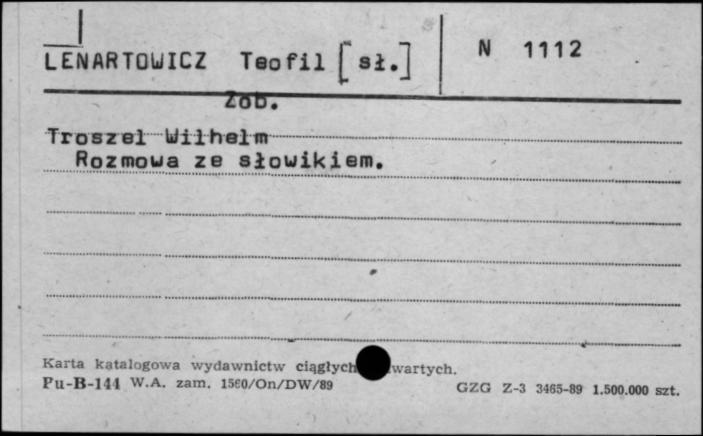 LENARTOWICZ Teofil [sł.] N 1112
Zob.
Troszel Wilhelm
Rozmowa ze słowikiem.
Karta katalogowa wydawnictw ciągłych wartych.
Pu-B-144 W.A. zam. 1560/On/DW/89 GZG Z-3 3465-89 1.500.000 szt.